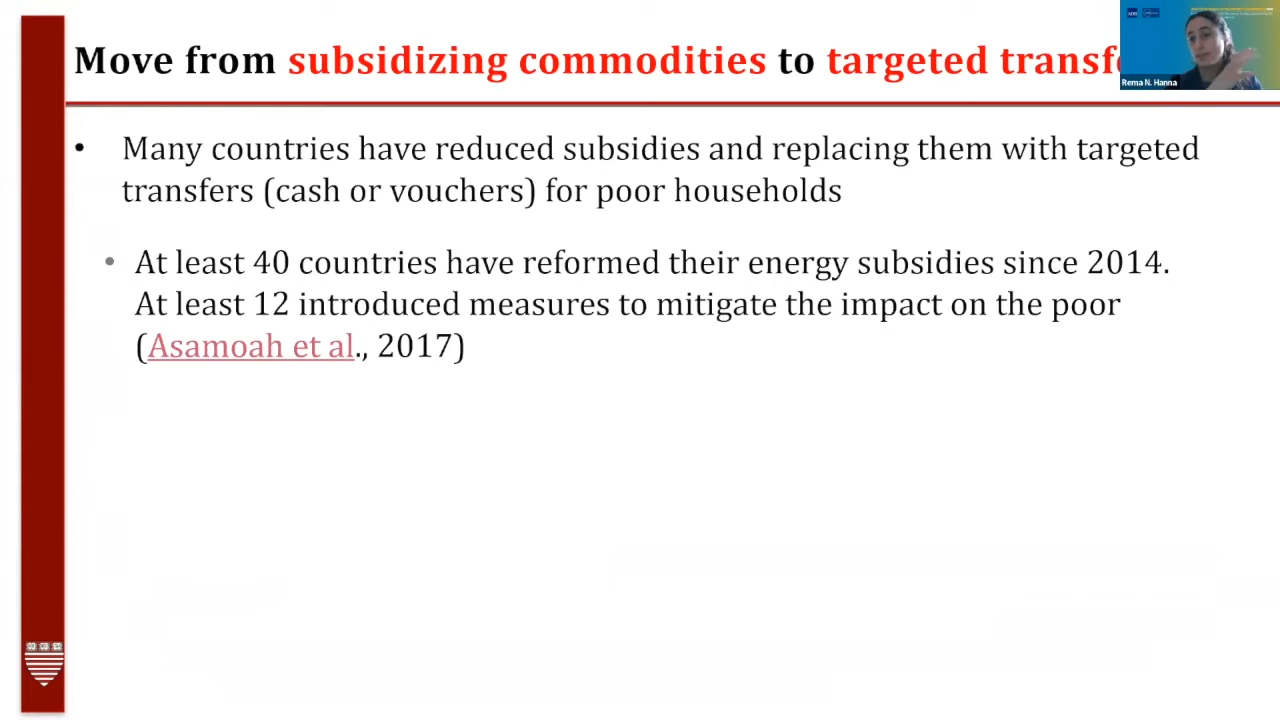 Move from subsidizing commodities to targeted
Rema N. Hanna
• Many countries have reduced subsidies and replacing them with targeted
transfers (cash or vouchers) for poor households
• At least 40 countries have reformed their energy subsidies since 2014.
At least 12 introduced measures to mitigate the impact on the poor
(Asamoah et al., 2017)